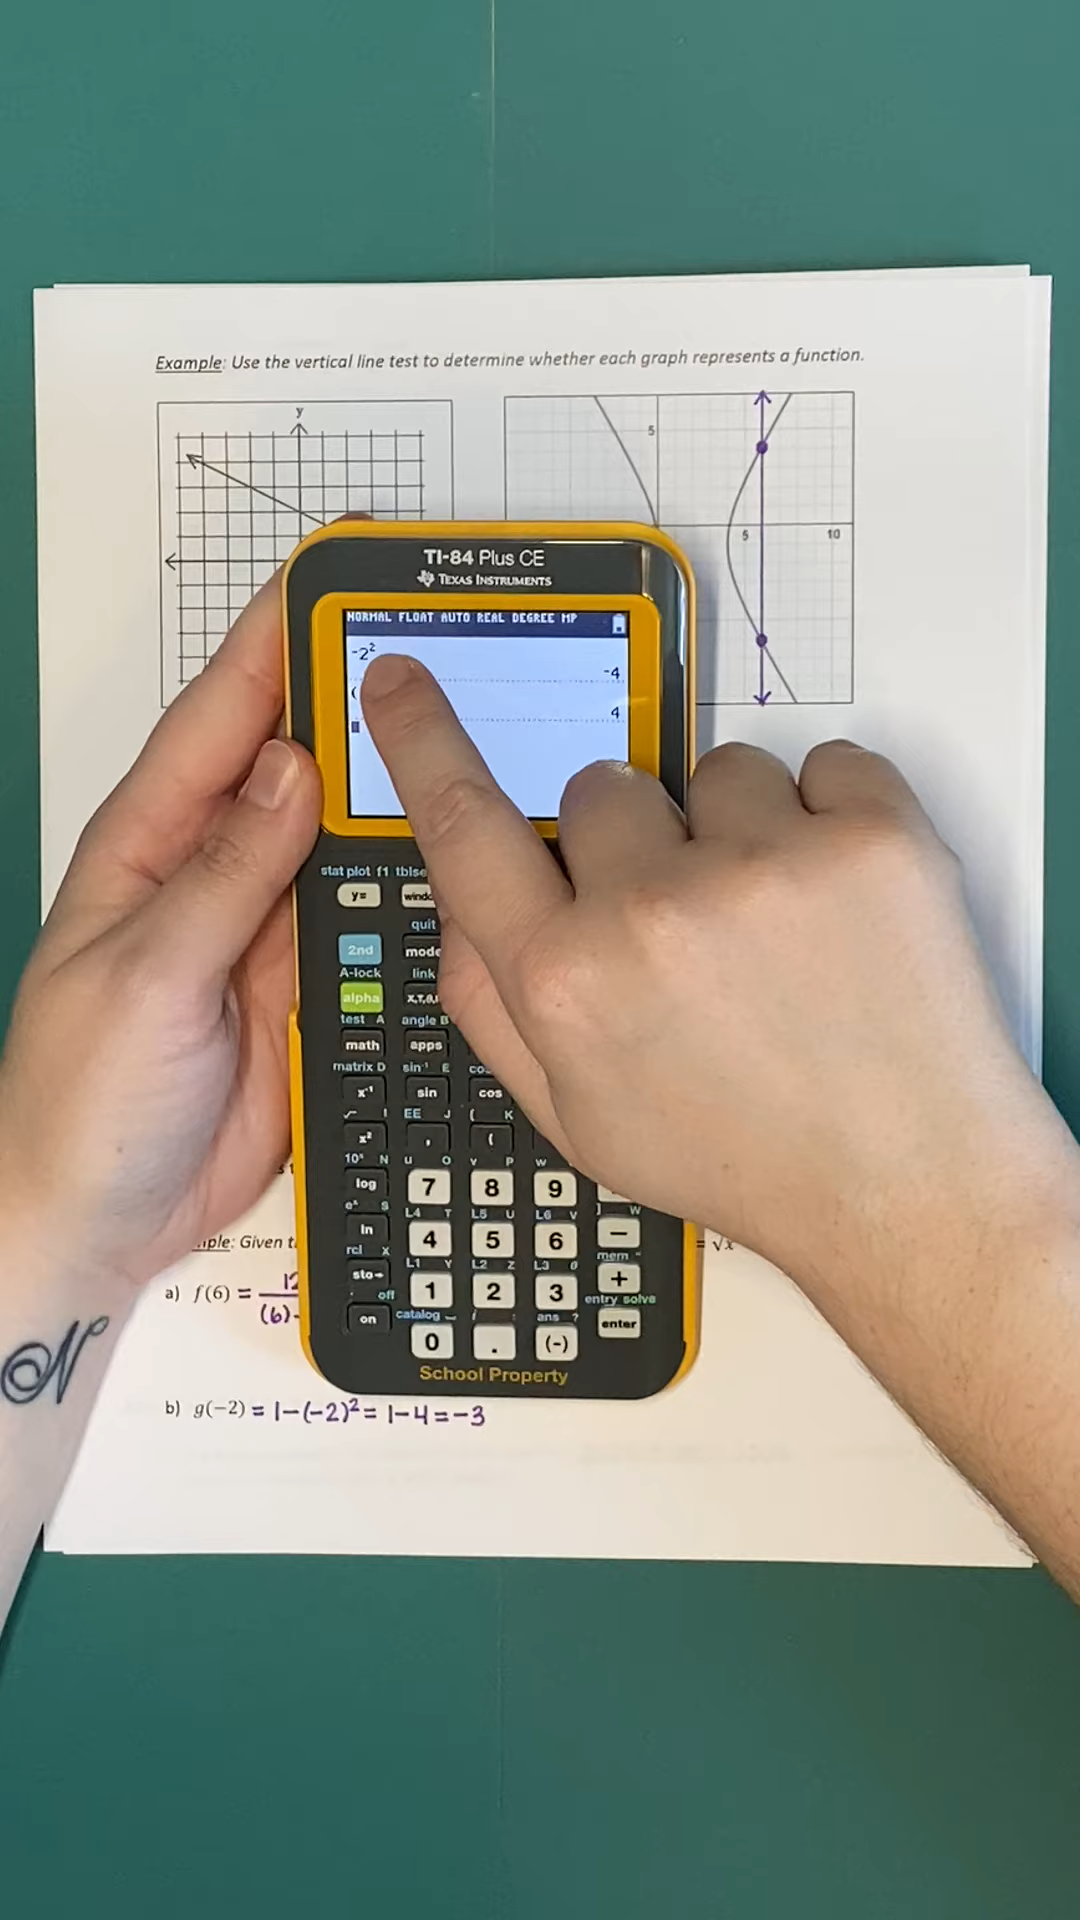 Example: Use the vertical line test to determine whether each graph represents a function.
y
5
5
10
TI-84 Plus CE
TEXAS INSTRUMENTS
NORMAL FLOAT AUTO REAL DEGREE MP
-2²
-4
(
4
stat plot f1 tblse
y=
quit
2nd mode
A-lock link
alpha
test A angle B
math apps
matrix D sin⁻¹ E
x⁻¹ sin cos
√ ! EE J { K
x² , (
10ˣ N u O v P w
log 7 8 9
eˣ S L4 T L5 U L6 V ] W
ln 4 5 6 −
rcl X L1 Y L2 Z L3 θ mem "
sto→ 1 2 3 +
off catalog i : ans ? entry solve
on 0 . (-) enter
School Property
Given
= √x
a) f(6) = 12
(6)-
b) g(−2) = 1-(-2)² = 1-4 = -3